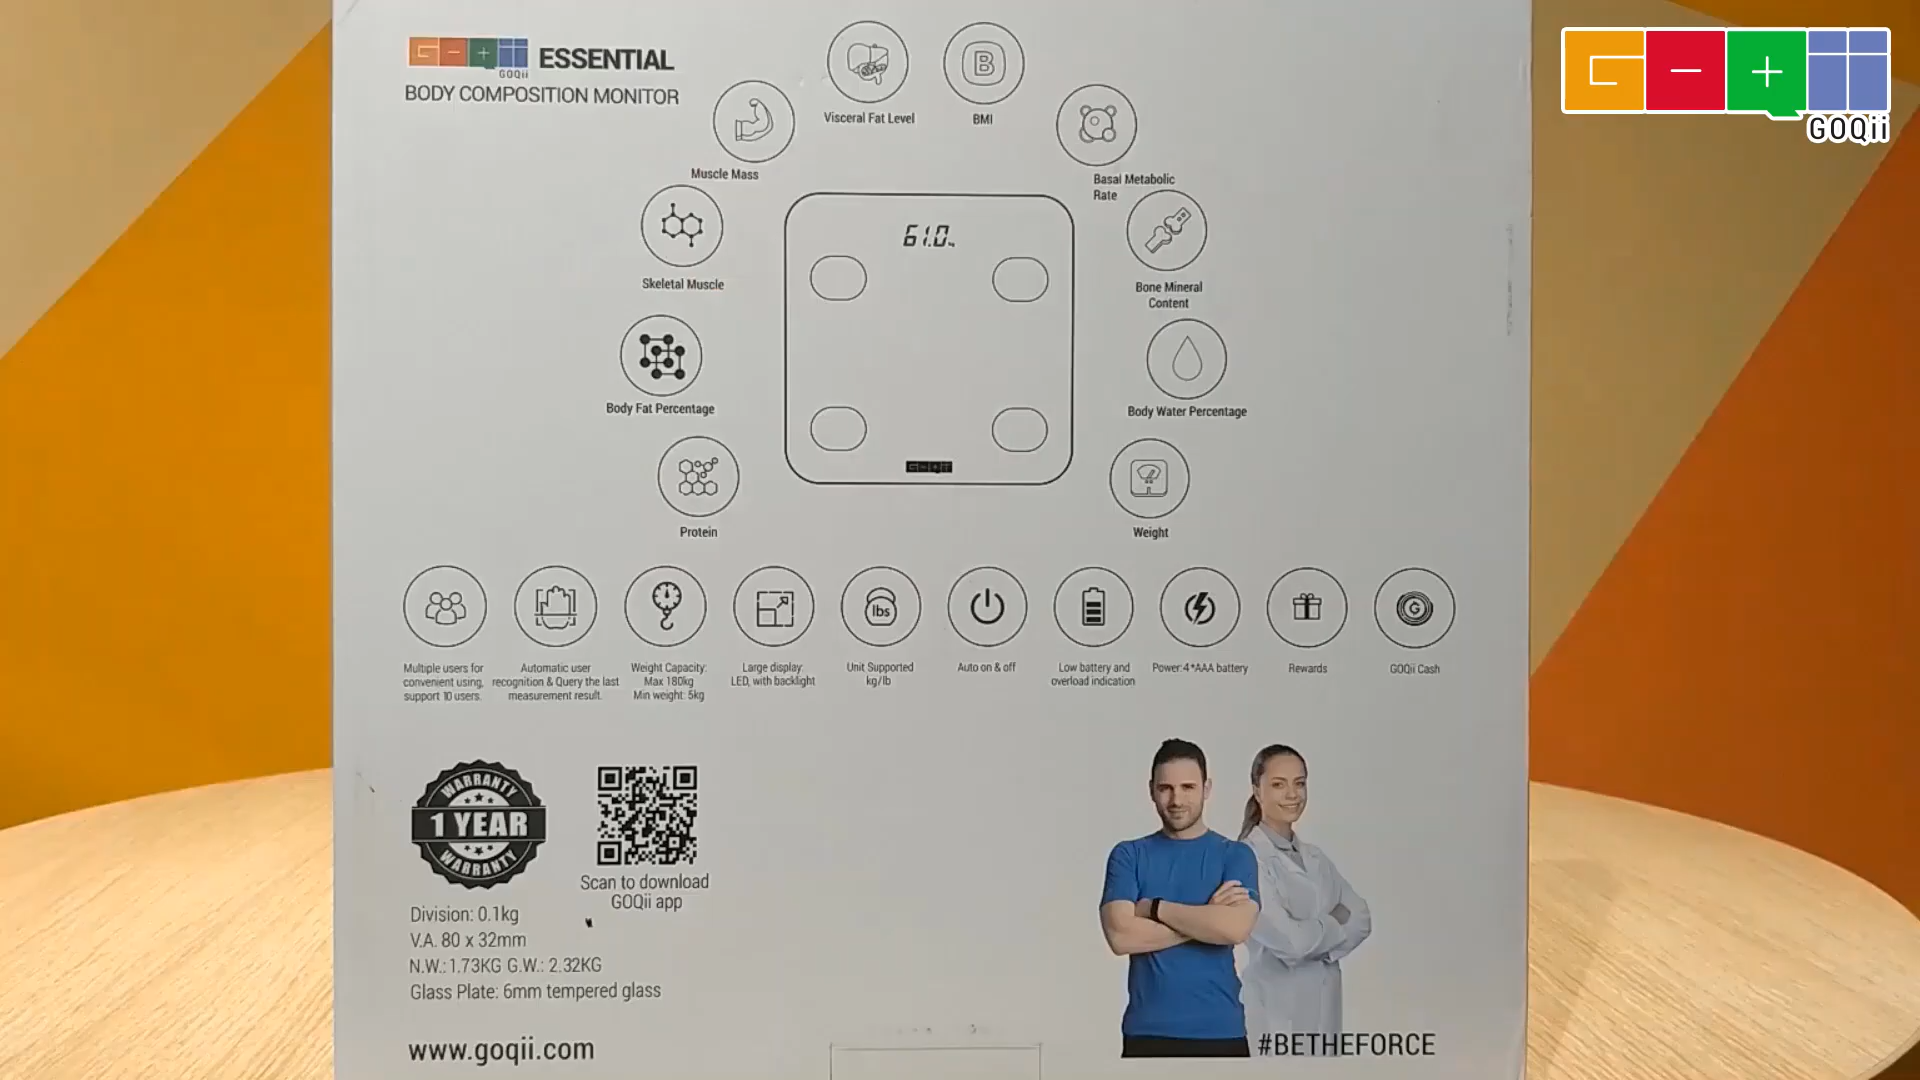 GOQii
ESSENTIAL
BODY COMPOSITION MONITOR
Visceral Fat Level
BMI
Muscle Mass
Basal Metabolic
Rate
Skeletal Muscle
61.0
Bone Mineral
Content
Body Fat Percentage
Body Water Percentage
Protein
Weight
Multiple users for
convenient using,
support 10 users.
Automatic user
recognition & Query the last
measurement result.
Weight Capacity:
Max 180kg
Min weight: 5kg
Large display:
LED, with backlight
lbs
Unit Supported
kg/lb
Auto on & off
Low battery and
overload indication
Power:4*AAA battery
Rewards
GOQii Cash
WARRANTY
1 YEAR
WARRANTY
Scan to download
GOQii app
Division: 0.1kg
V.A. 80 x 32mm
N.W.: 1.73KG G.W.: 2.32KG
Glass Plate: 6mm tempered glass
www.goqii.com
#BETHEFORCE
GOQii